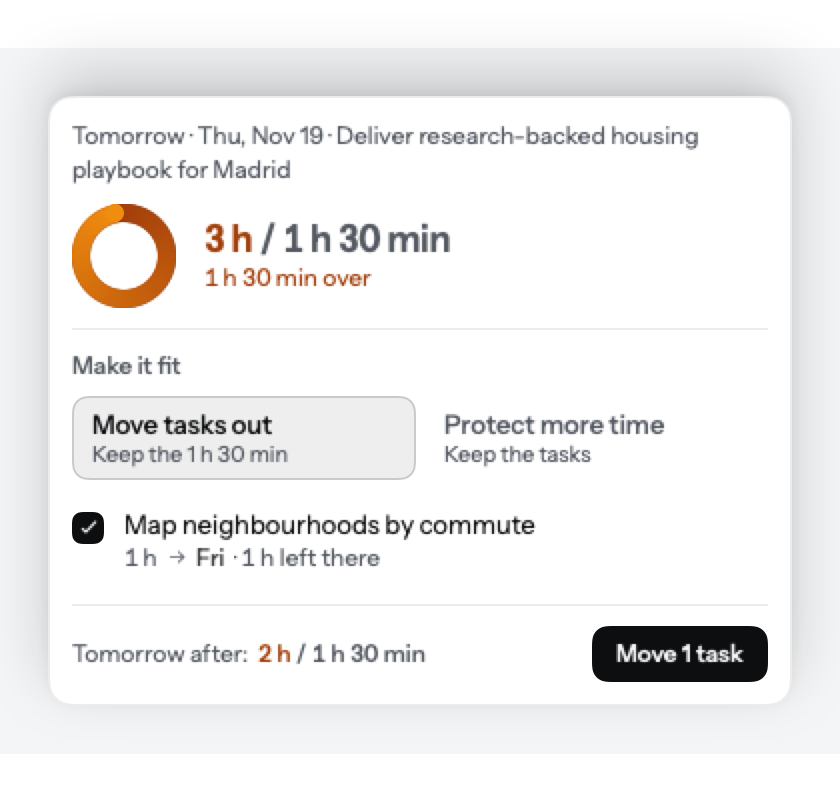 Tomorrow · Thu, Nov 19 · Deliver research-backed housing
playbook for Madrid
3 h / 1 h 30 min
1 h 30 min over
Make it fit
Move tasks out
Keep the 1 h 30 min
Protect more time
Keep the tasks
Map neighbourhoods by commute
1 h → Fri · 1 h left there
Tomorrow after: 2 h / 1 h 30 min
Move 1 task